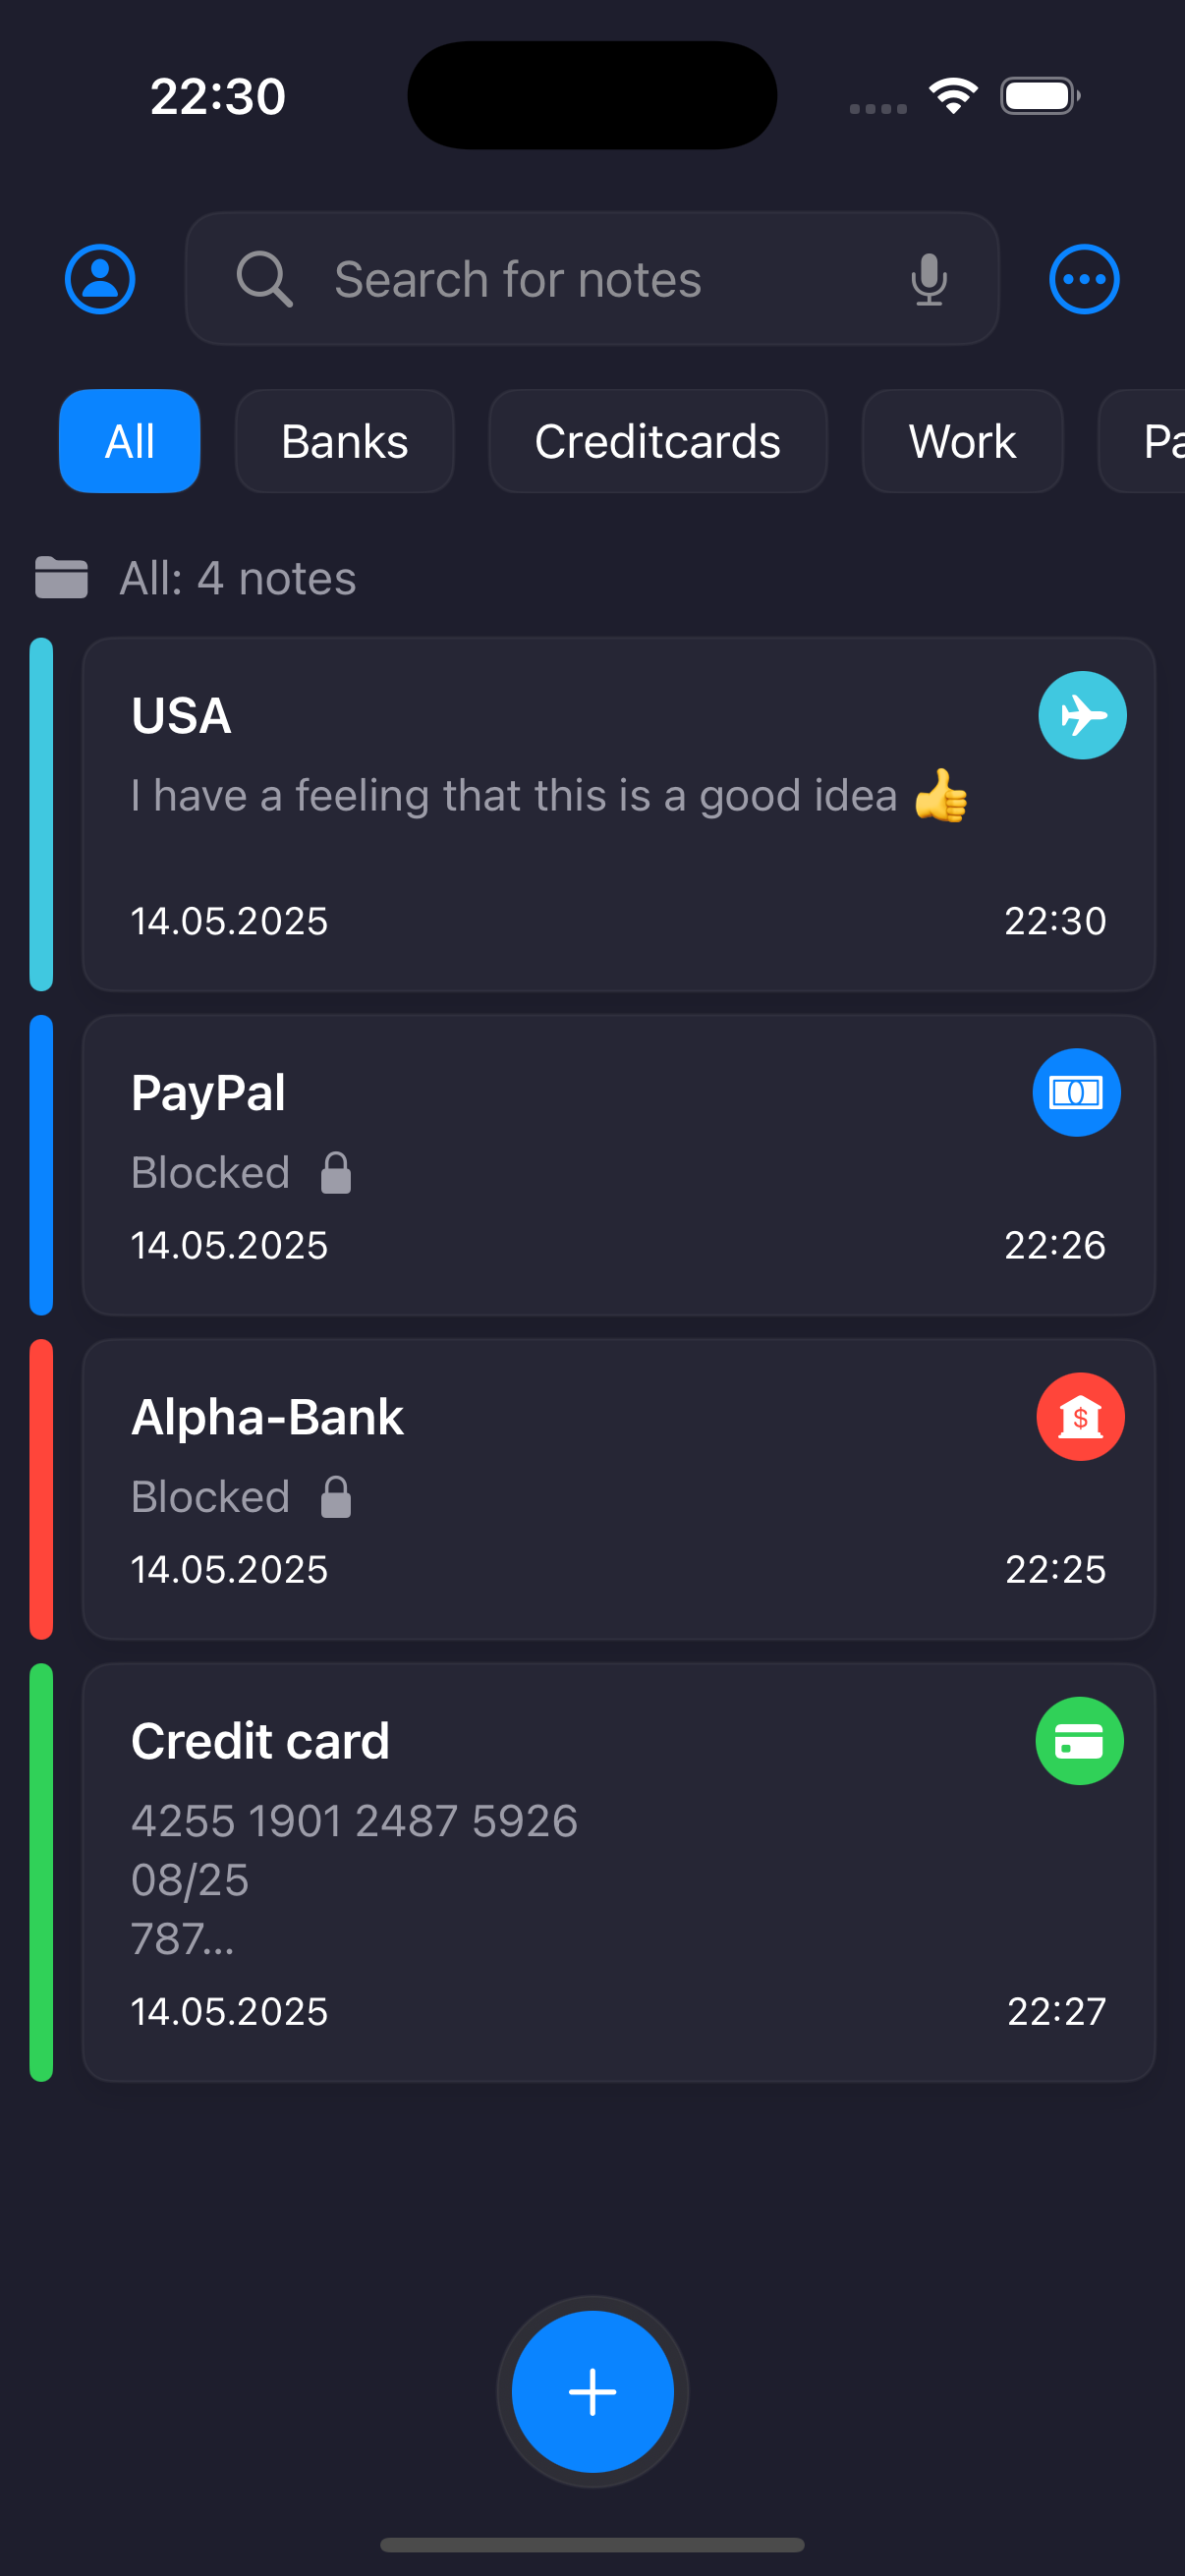 22:30
Search for notes
All
Banks
Creditcards
Work
Pa
All: 4 notes
USA
I have a feeling that this is a good idea 👍
14.05.2025
22:30
PayPal
Blocked
14.05.2025
22:26
Alpha-Bank
$
Blocked
14.05.2025
22:25
Credit card
4255 1901 2487 5926
08/25
787...
14.05.2025
22:27